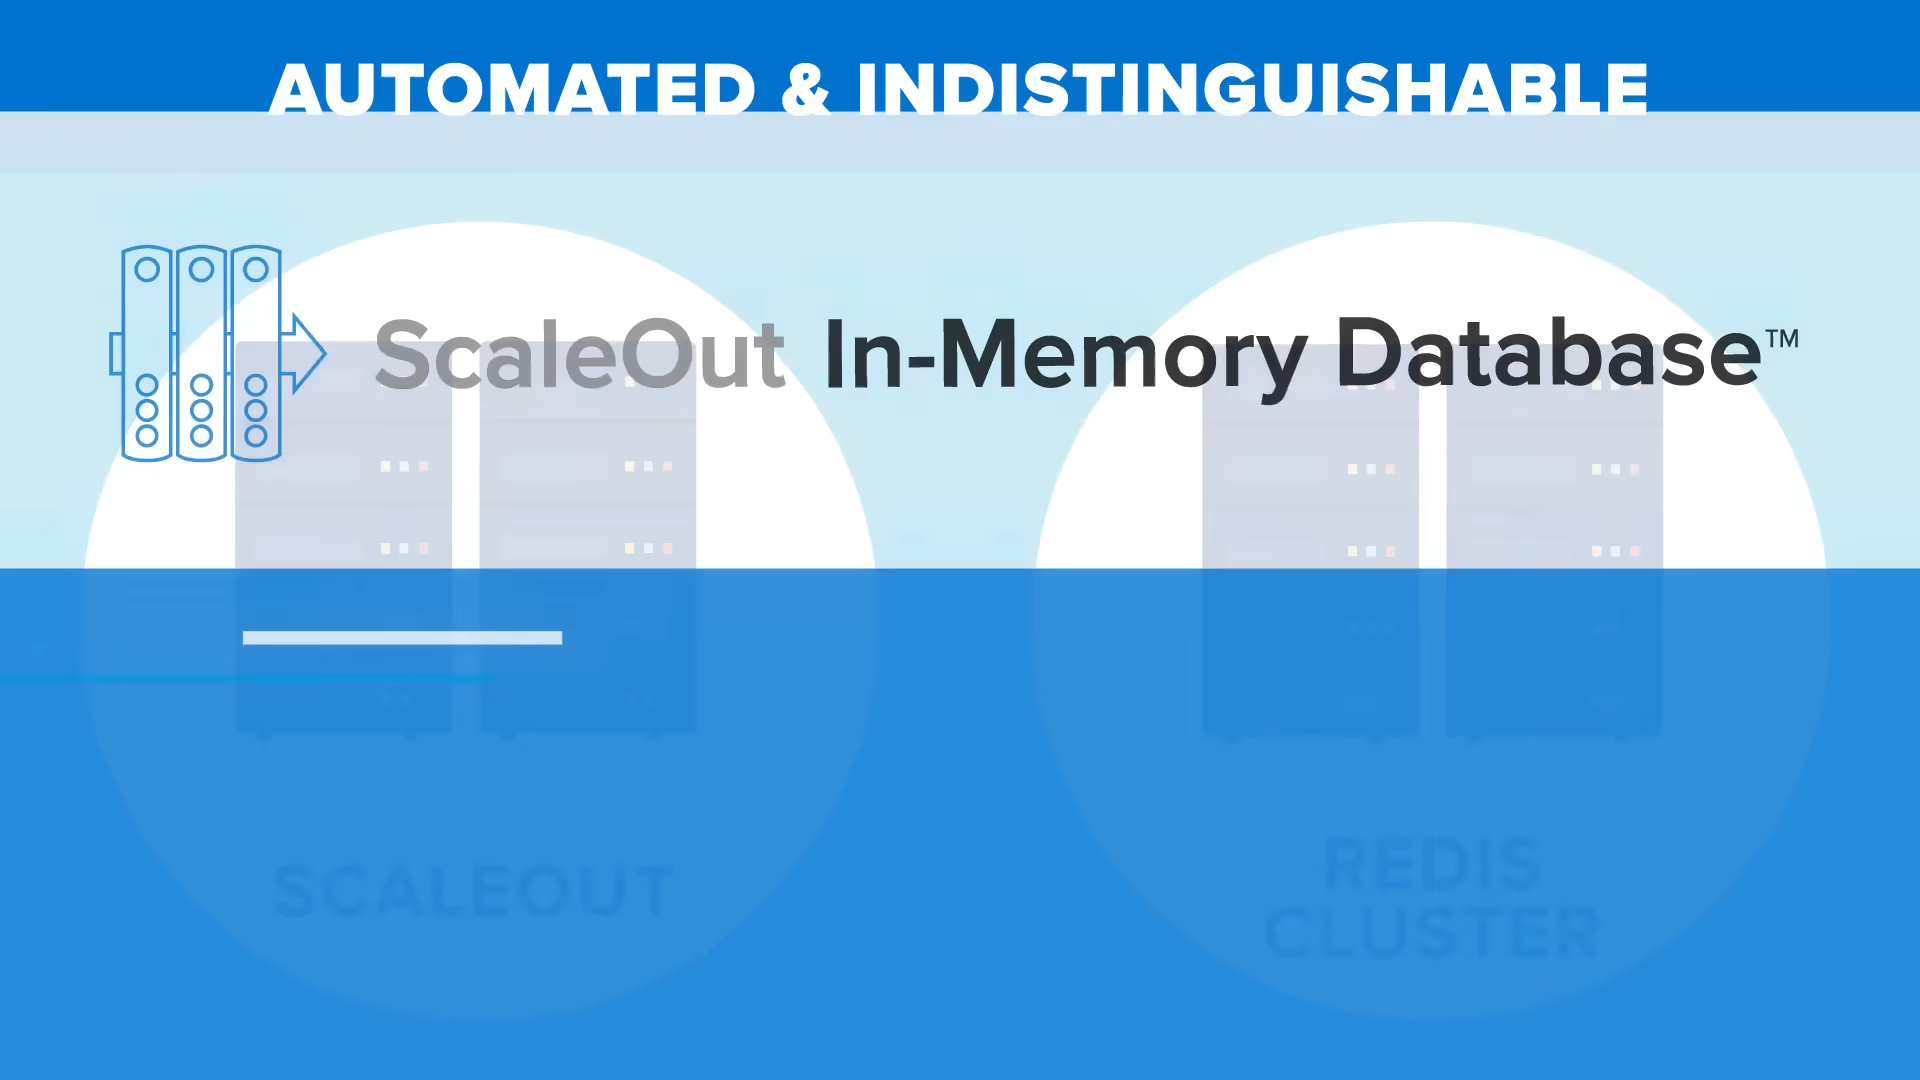 AUTOMATED & INDISTINGUISHABLE
ScaleOut In-Memory Database™
SCALEOUT
REDIS
CLUSTER